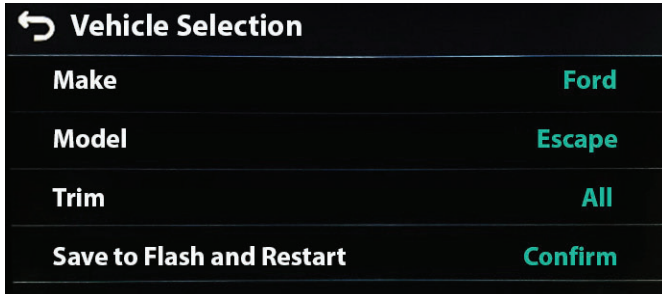 Vehicle Selection
Make Ford
Model Escape
Trim All
Save to Flash and Restart Confirm